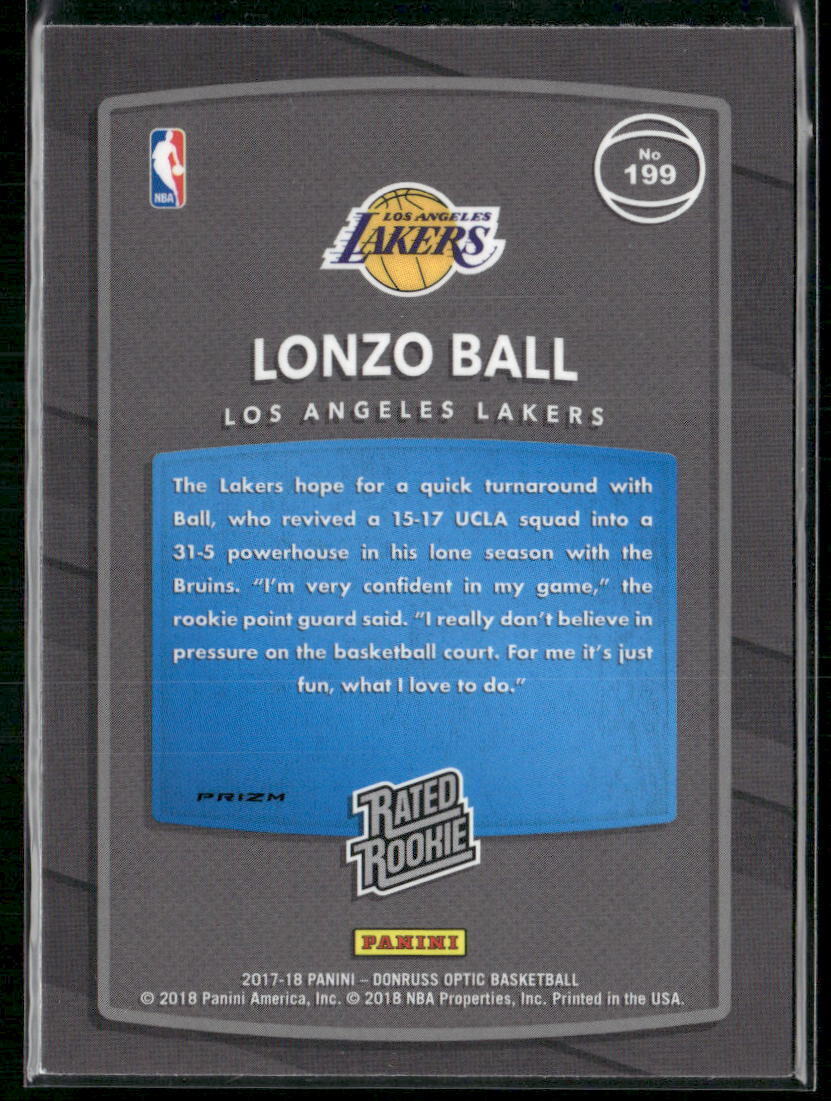 NBA
No
199
LOS ANGELES
LAKERS
LONZO BALL
LOS ANGELES LAKERS
The Lakers hope for a quick turnaround with
Ball, who revived a 15-17 UCLA squad into a
31-5 powerhouse in his lone season with the
Bruins. “I’m very confident in my game,” the
rookie point guard said. “I really don’t believe in
pressure on the basketball court. For me it’s just
fun, what I love to do.”
PRIZM
RATED
ROOKIE
PANINI
2017-18 PANINI – DONRUSS OPTIC BASKETBALL
© 2018 Panini America, Inc. © 2018 NBA Properties, Inc. Printed in the USA.